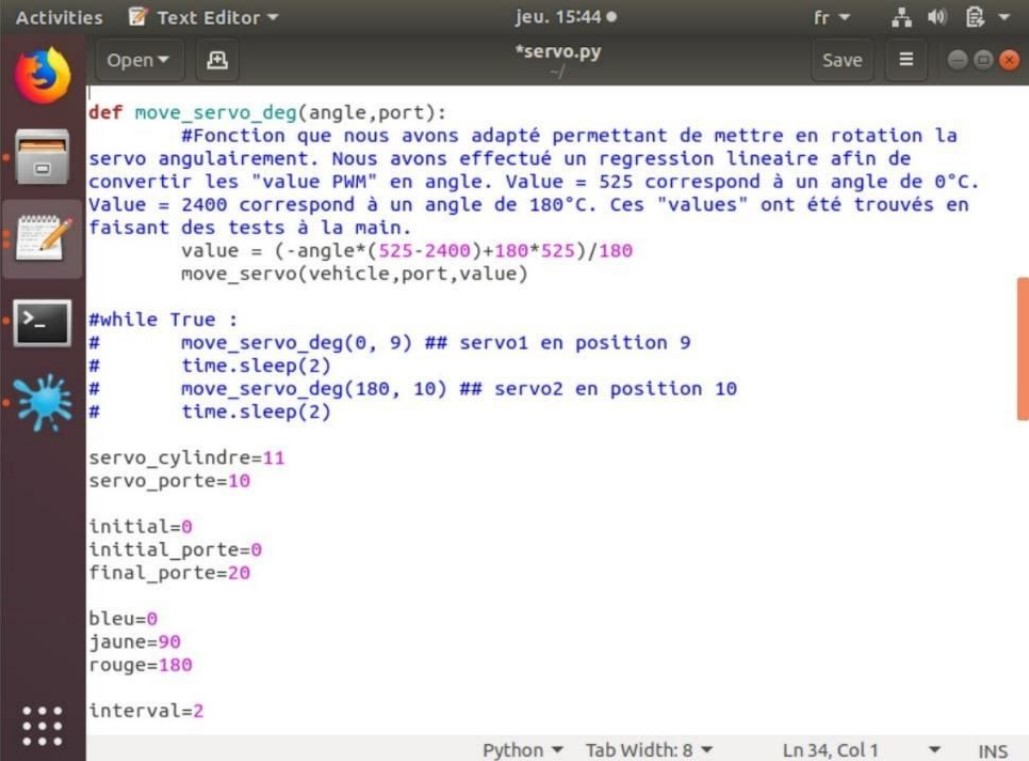 Activities Text Editor jeu. 15:44 fr
Open *servo.py Save
~/
def move_servo_deg(angle,port):
        #Fonction que nous avons adapté permettant de mettre en rotation la
servo angulairement. Nous avons effectué un regression lineaire afin de
convertir les "value PWM" en angle. Value = 525 correspond à un angle de 0°C.
Value = 2400 correspond à un angle de 180°C. Ces "values" ont été trouvés en
faisant des tests à la main.
        value = (-angle*(525-2400)+180*525)/180
        move_servo(vehicle,port,value)
#while True :
#       move_servo_deg(0, 9) ## servo1 en position 9
#       time.sleep(2)
#       move_servo_deg(180, 10) ## servo2 en position 10
#       time.sleep(2)
servo_cylindre=11
servo_porte=10
initial=0
initial_porte=0
final_porte=20
bleu=0
jaune=90
rouge=180
interval=2
Python Tab Width: 8 Ln 34, Col 1 INS